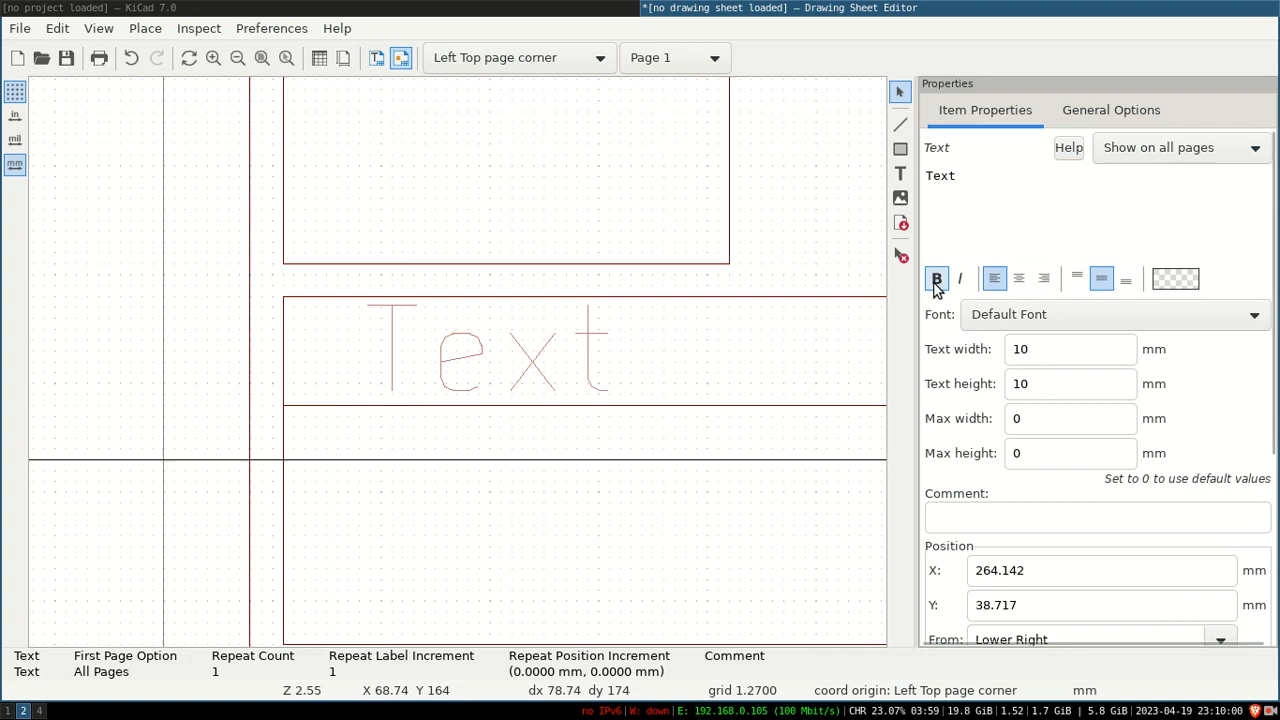 [no project loaded] — KiCad 7.0
*[no drawing sheet loaded] — Drawing Sheet Editor
File Edit View Place Inspect Preferences Help
Left Top page corner
Page 1
in
mil
mm
Properties
Item Properties General Options
Text Help Show on all pages
Text
B I
Font: Default Font
Text width: 10 mm
Text height: 10 mm
Max width: 0 mm
Max height: 0 mm
Set to 0 to use default values
Comment:
Position
X: 264.142 mm
Y: 38.717 mm
From: Lower Right
Text
Text First Page Option Repeat Count Repeat Label Increment Repeat Position Increment Comment
Text All Pages 1 1 (0.0000 mm, 0.0000 mm)
Z 2.55 X 68.74 Y 164 dx 78.74 dy 174 grid 1.2700 coord origin: Left Top page corner mm
1 2 4 no IPv6| W: down| E: 192.168.0.105 (100 Mbit/s)| CHR 23.07% 03:59| 19.8 GiB | 1.52| 1.7 GiB | 5.8 GiB | 2023-04-19 23:10:00